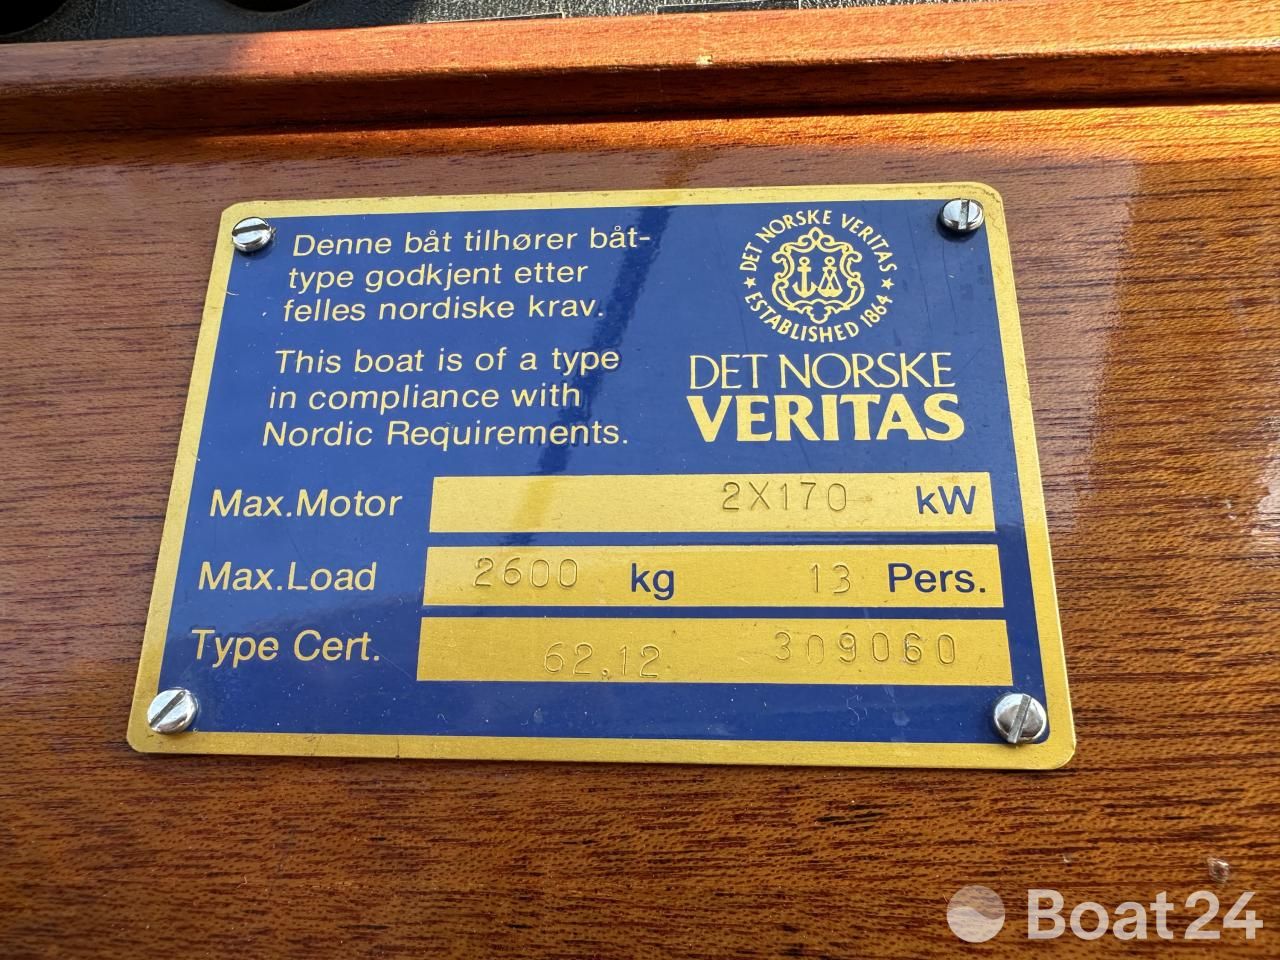 Denne båt tilhører båt-
type godkjent etter
felles nordiske krav.
This boat is of a type
in compliance with
Nordic Requirements.
★ DET NORSKE VERITAS ★
ESTABLISHED 1864
DET NORSKE
VERITAS
Max.Motor 2X170 kW
Max.Load 2600 kg 13 Pers.
Type Cert. 62.12 309060
Boat24